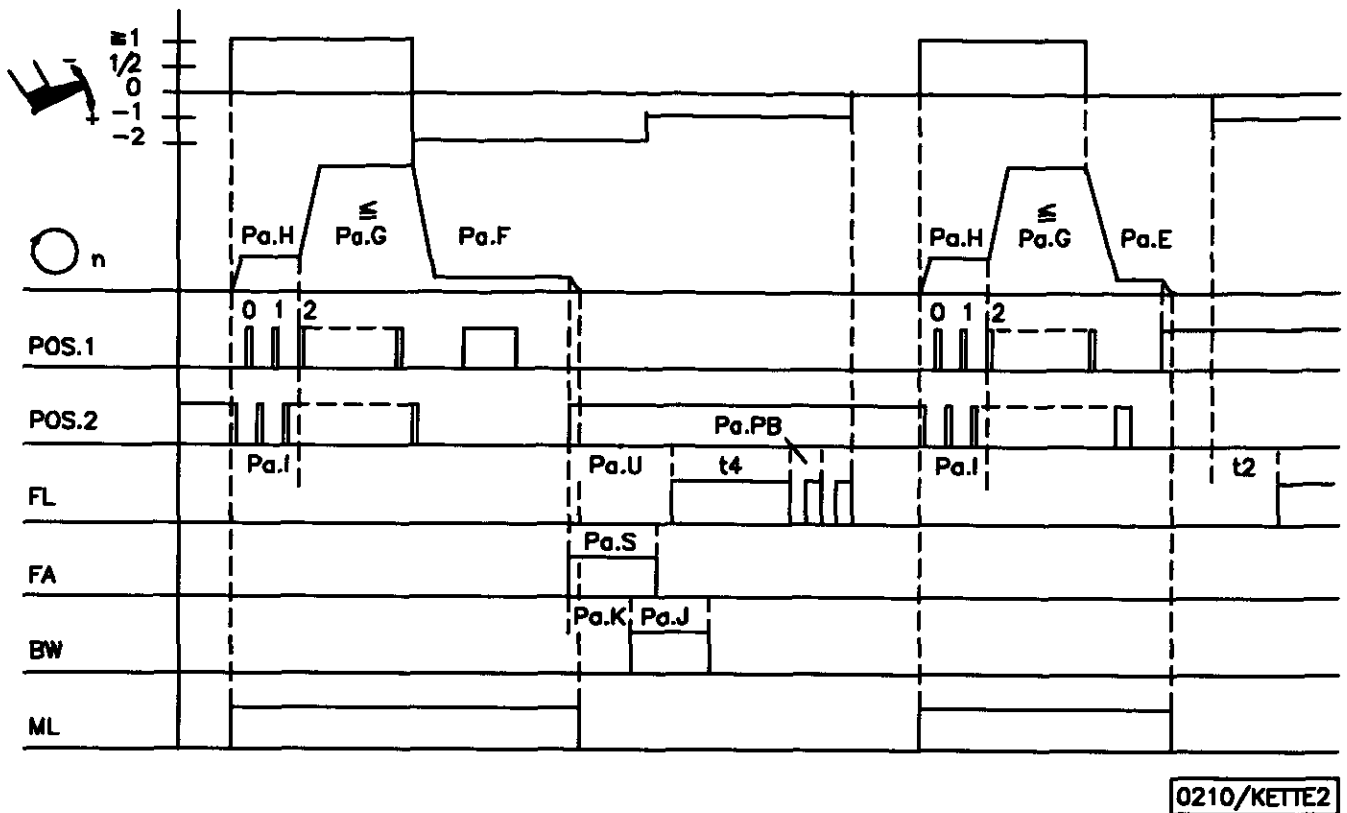 ≧1
1/2
0
-1
-2
-
+
n
Pa.H
≦
Pa.G
Pa.F
Pa.H
≦
Pa.G
Pa.E
0 1 2
0 1 2
POS.1
POS.2
Pa.PB
Pa.I
Pa.U
t4
Pa.I
t2
FL
Pa.S
FA
Pa.K
Pa.J
BW
ML
0210/KETTE2